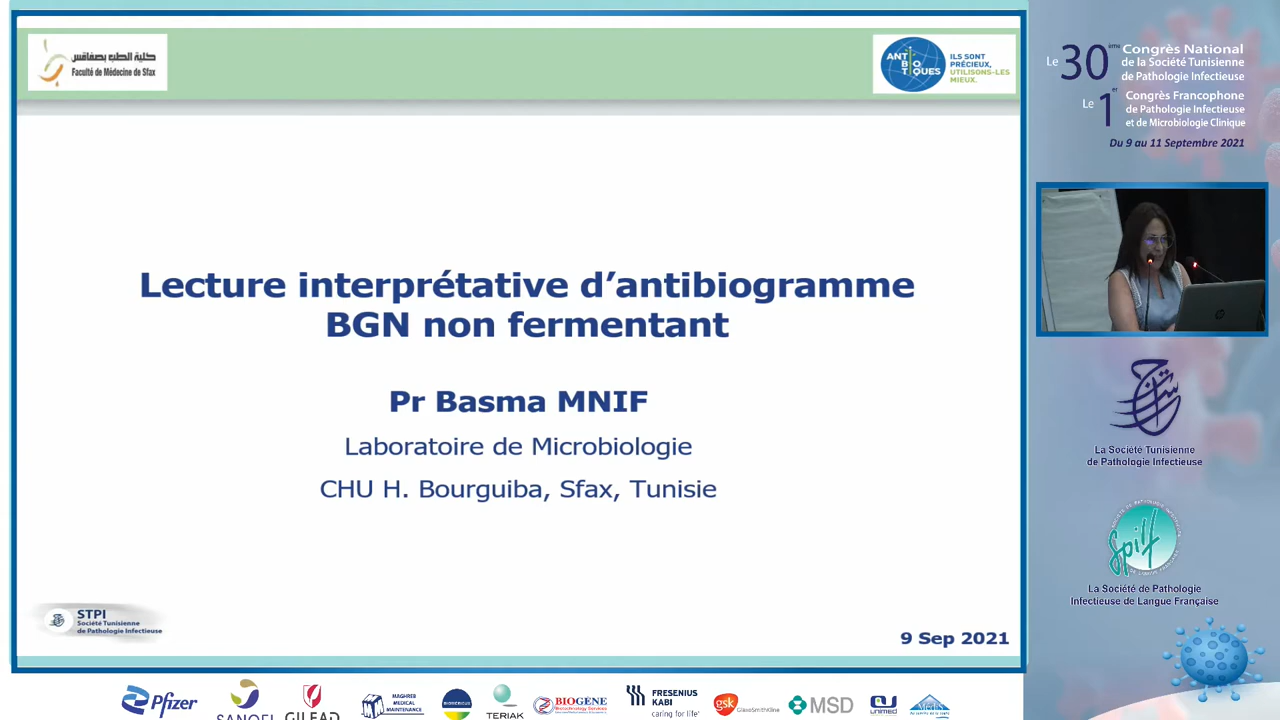 كلية الطب بصفاقس
Faculté de Médecine de Sfax
ANTIBIOTIQUES
ILS SONT
PRÉCIEUX,
UTILISONS-LES
MIEUX.
Lecture interprétative d’antibiogramme
BGN non fermentant
Pr Basma MNIF
Laboratoire de Microbiologie
CHU H. Bourguiba, Sfax, Tunisie
STPI
Société Tunisienne
de Pathologie Infectieuse
9 Sep 2021
Le 30ème Congrès National
de la Société Tunisienne
de Pathologie Infectieuse
Le 1er Congrès Francophone
de Pathologie Infectieuse
et de Microbiologie Clinique
Du 9 au 11 Septembre 2021
La Société Tunisienne
de Pathologie Infectieuse
Spilf
La Société de Pathologie
Infectieuse de Langue Française
Pfizer
SANOFI
GILEAD
MAGHREB
MEDICAL
MAINTENANCE
TERIAK
BIOGÈNE
FRESENIUS
KABI
caring for life
gsk
GlaxoSmithKline
MSD
unimed